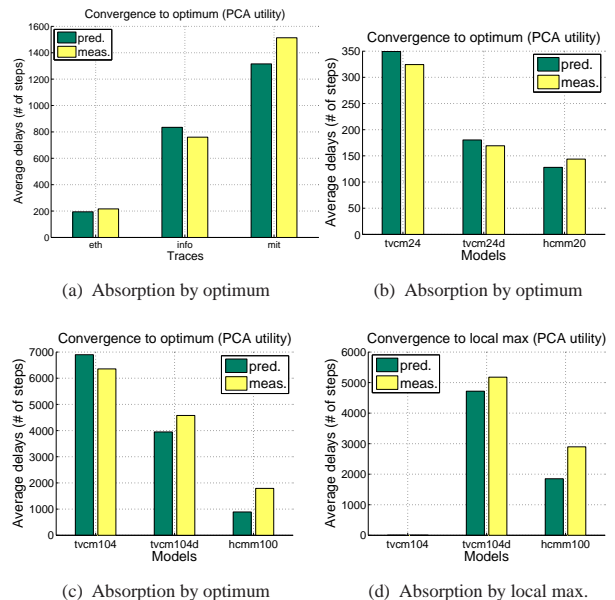 Convergence to optimum (PCA utility)
1600
1400
1200
1000
800
600
400
200
0
Average delays (# of steps)
pred.
meas.
eth info mit
Traces
(a) Absorption by optimum
Convergence to optimum (PCA utility)
350
300
250
200
150
100
50
0
Average delays (# of steps)
pred.
meas.
tvcm24 tvcm24d hcmm20
Models
(b) Absorption by optimum
Convergence to optimum (PCA utility)
7000
6000
5000
4000
3000
2000
1000
0
Average delays (# of steps)
pred.
meas.
tvcm104 tvcm104d hcmm100
Models
(c) Absorption by optimum
Convergence to local max (PCA utility)
6000
5000
4000
3000
2000
1000
0
Average delays (# of steps)
pred.
meas.
tvcm104 tvcm104d hcmm100
Models
(d) Absorption by local max.